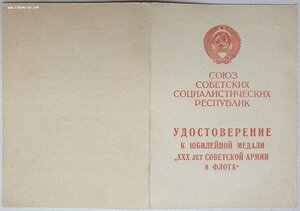 СОЮЗ
СОВЕТСКИХ
СОЦИАЛИСТИЧЕСКИХ
РЕСПУБЛИК
УДОСТОВЕРЕНИЕ
К ЮБИЛЕЙНОЙ МЕДАЛИ
„XXX ЛЕТ СОВЕТСКОЙ АРМИИ
И ФЛОТА“